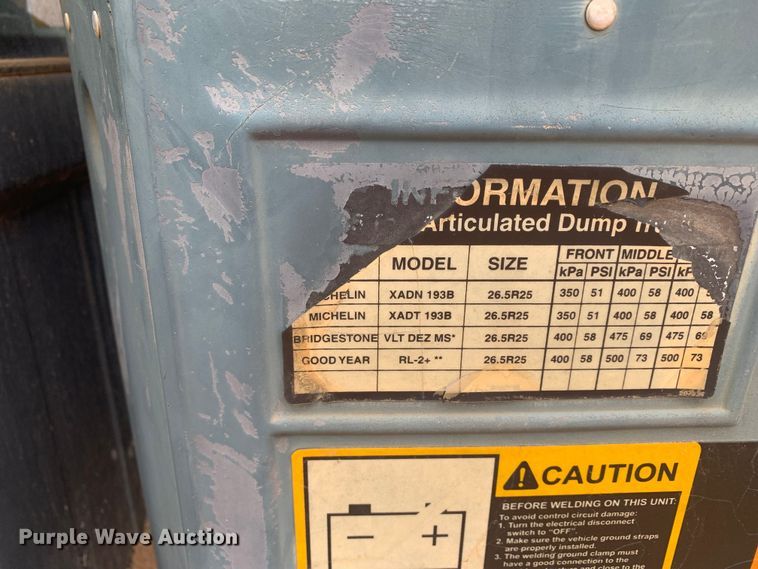 INFORMATION
Articulated Dump
FRONT MIDDLE
MODEL SIZE kPa PSI kPa PSI
XADN 193B 26.5R25 350 51 400 58 400
MICHELIN XADT 193B 26.5R25 350 51 400 58 400 58
BRIDGESTONE VLT DEZ MS* 26.5R25 400 58 475 69 475 69
GOOD YEAR RL-2+ ** 26.5R25 400 58 500 73 500 73
CAUTION
BEFORE WELDING ON THIS UNIT:
To avoid control circuit damage:
1. Turn the electrical disconnect
switch to "OFF".
2. Make sure the vehicle ground straps
are properly installed.
3. The welding ground clamp must
have a good connection to the
and close to the
− +
Purple Wave Auction